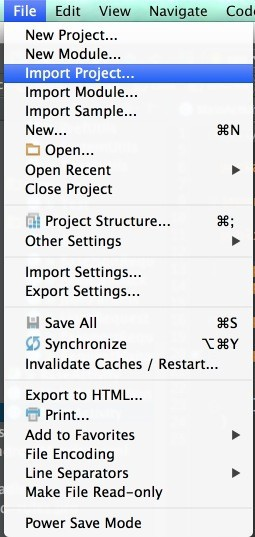 File Edit View Navigate
New Project...
New Module...
Import Project...
Import Module...
Import Sample...
New... ⌘N
Open...
Open Recent
Close Project
Project Structure... ⌘;
Other Settings
Import Settings...
Export Settings...
Save All ⌘S
Synchronize ⌥⌘Y
Invalidate Caches / Restart...
Export to HTML...
Print...
Add to Favorites
File Encoding
Line Separators
Make File Read-only
Power Save Mode